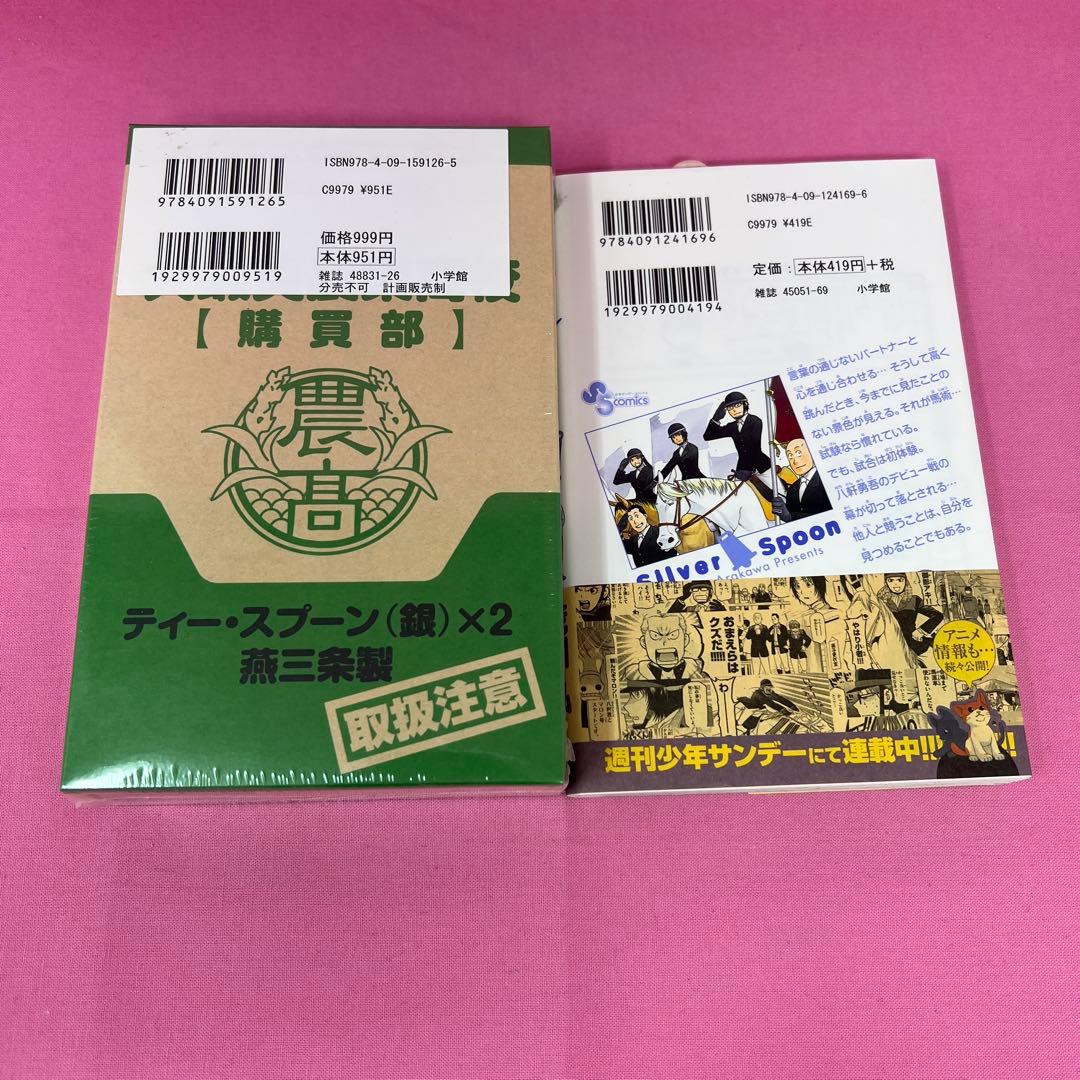 ISBN978-4-09-159126-5
C9979 ¥951E
9784091591265
1929979009519
価格999円
本体951円
雑誌 48831-26 小学館
分売不可 計画販売制
【購買部】
農高
ティー・スプーン(銀)×2
燕三条製
取扱注意
ISBN978-4-09-124169-6
C9979 ¥419E
9784091241696
1929979004194
定価:本体419円+税
雑誌 45051-69 小学館
SScomics
言葉の通じないパートナーと
心を通じ合わせる…そうして高く
跳んだとき、今までに見たことの
ない景色が見える。それが馬術…
試験なら慣れている。
でも、試合は初体験。
八軒勇吾のデビュー戦の
幕が切って落とされる…
他人と競うことは、自分を
見つめることでもある。
Silver Spoon
Arakawa Presents
おまえらは
クズだ!!!!
アニメ
情報も…
続々公開!
週刊少年サンデーにて連載中!!!